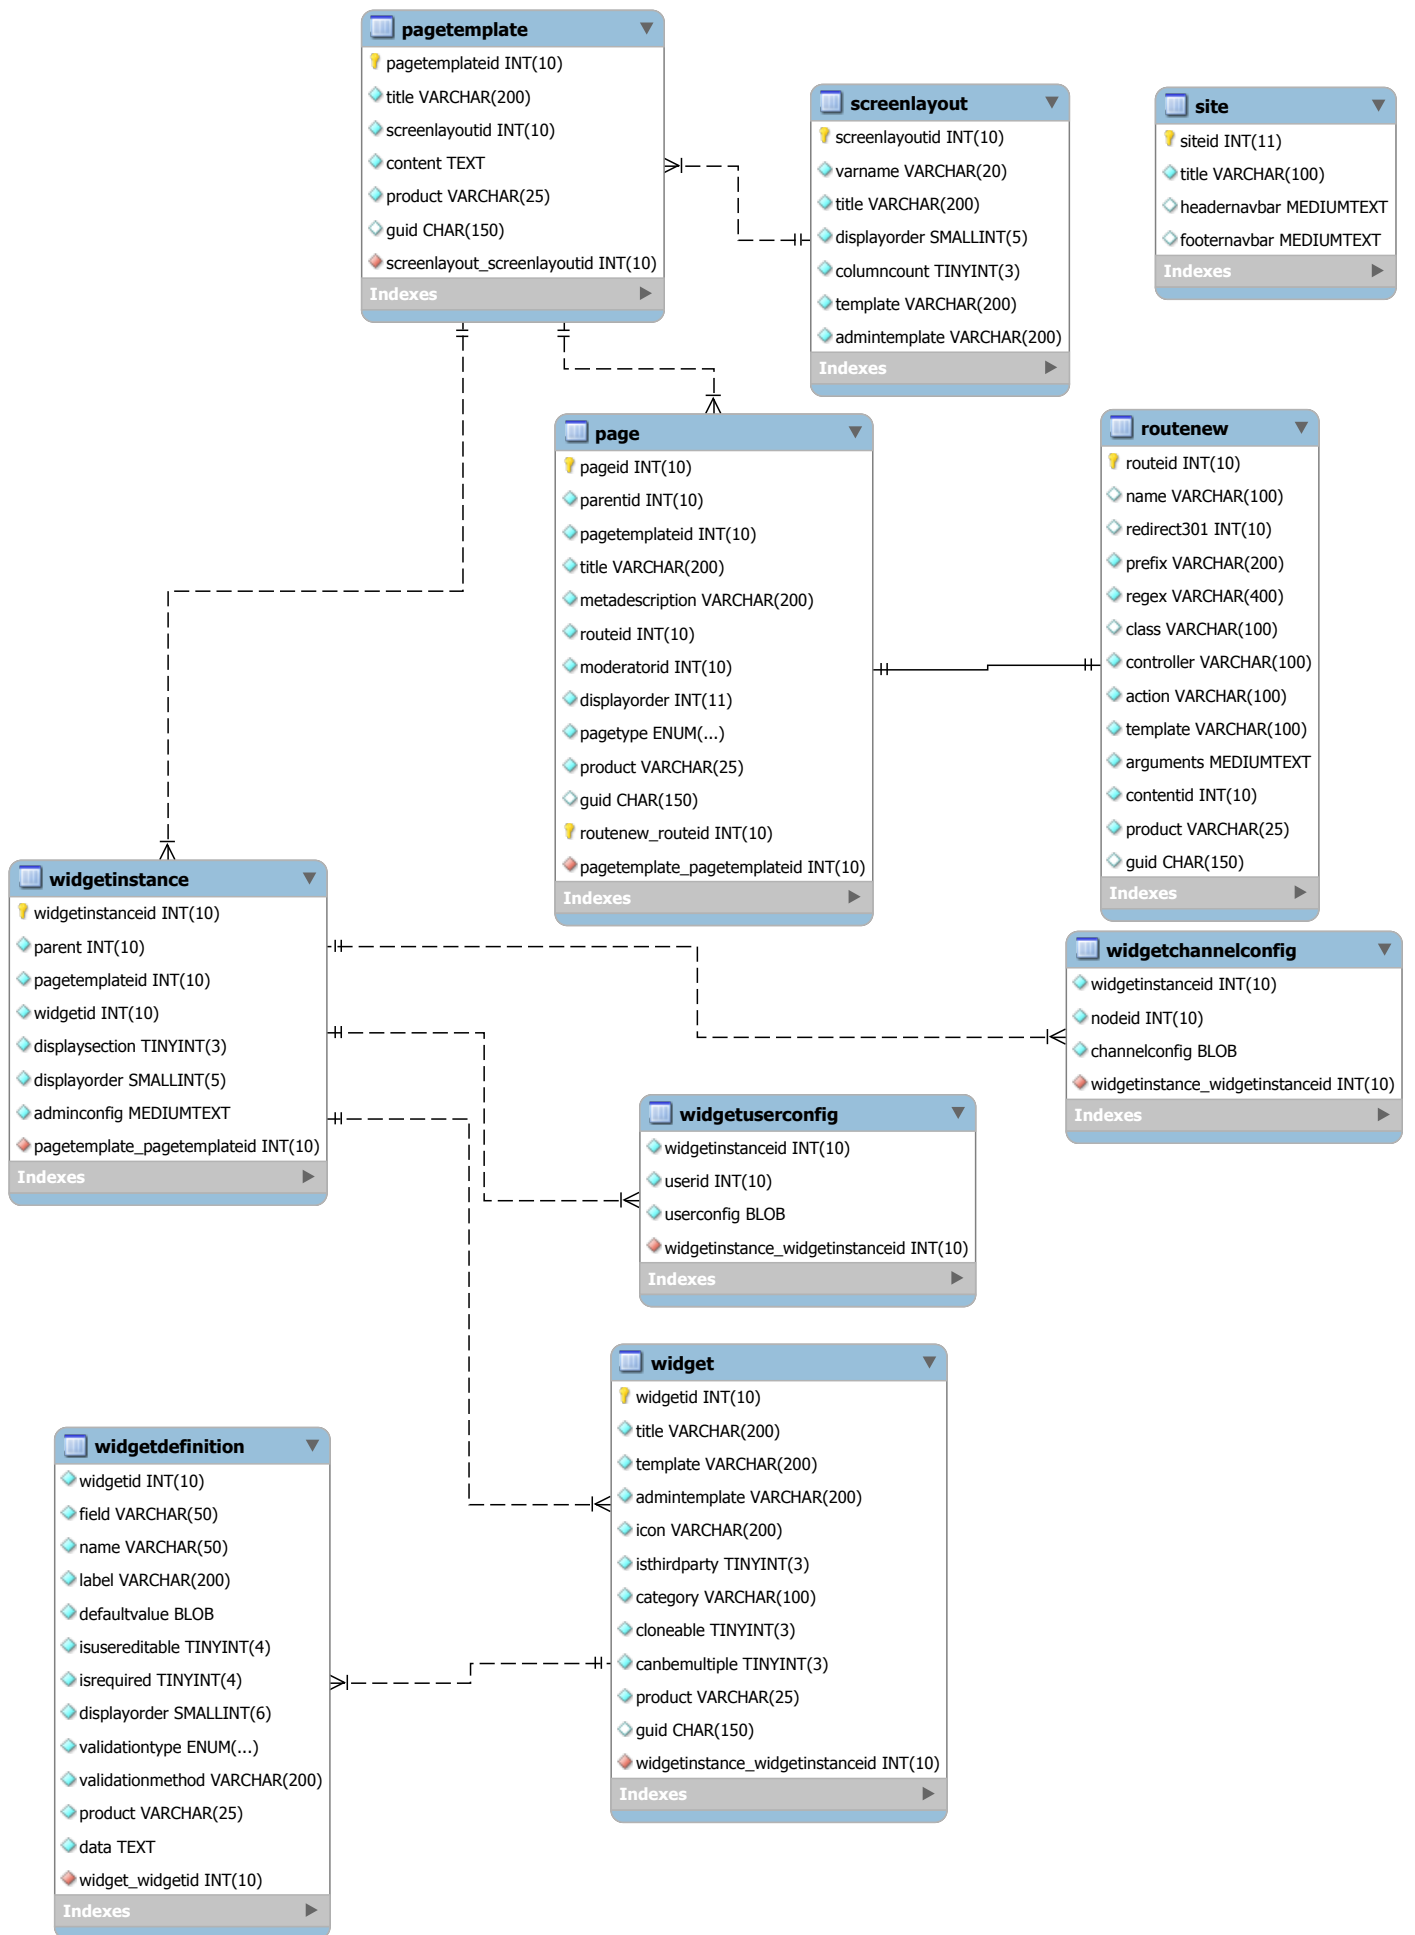 pagetemplate
pagetemplateid INT(10)
title VARCHAR(200)
screenlayoutid INT(10)
content TEXT
product VARCHAR(25)
guid CHAR(150)
screenlayout_screenlayoutid INT(10)
Indexes
screenlayout
screenlayoutid INT(10)
varname VARCHAR(20)
title VARCHAR(200)
displayorder SMALLINT(5)
columncount TINYINT(3)
template VARCHAR(200)
admintemplate VARCHAR(200)
Indexes
site
siteid INT(11)
title VARCHAR(100)
headernavbar MEDIUMTEXT
footernavbar MEDIUMTEXT
Indexes
page
pageid INT(10)
parentid INT(10)
pagetemplateid INT(10)
title VARCHAR(200)
metadescription VARCHAR(200)
routeid INT(10)
moderatorid INT(10)
displayorder INT(11)
pagetype ENUM(...)
product VARCHAR(25)
guid CHAR(150)
routenew_routeid INT(10)
pagetemplate_pagetemplateid INT(10)
Indexes
routenew
routeid INT(10)
name VARCHAR(100)
redirect301 INT(10)
prefix VARCHAR(200)
regex VARCHAR(400)
class VARCHAR(100)
controller VARCHAR(100)
action VARCHAR(100)
template VARCHAR(100)
arguments MEDIUMTEXT
contentid INT(10)
product VARCHAR(25)
guid CHAR(150)
Indexes
widgetinstance
widgetinstanceid INT(10)
parent INT(10)
pagetemplateid INT(10)
widgetid INT(10)
displaysection TINYINT(3)
displayorder SMALLINT(5)
adminconfig MEDIUMTEXT
pagetemplate_pagetemplateid INT(10)
Indexes
widgetchannelconfig
widgetinstanceid INT(10)
nodeid INT(10)
channelconfig BLOB
widgetinstance_widgetinstanceid INT(10)
Indexes
widgetuserconfig
widgetinstanceid INT(10)
userid INT(10)
userconfig BLOB
widgetinstance_widgetinstanceid INT(10)
Indexes
widget
widgetid INT(10)
title VARCHAR(200)
template VARCHAR(200)
admintemplate VARCHAR(200)
icon VARCHAR(200)
isthirdparty TINYINT(3)
category VARCHAR(100)
cloneable TINYINT(3)
canbemultiple TINYINT(3)
product VARCHAR(25)
guid CHAR(150)
widgetinstance_widgetinstanceid INT(10)
Indexes
widgetdefinition
widgetid INT(10)
field VARCHAR(50)
name VARCHAR(50)
label VARCHAR(200)
defaultvalue BLOB
isusereditable TINYINT(4)
isrequired TINYINT(4)
displayorder SMALLINT(6)
validationtype ENUM(...)
validationmethod VARCHAR(200)
product VARCHAR(25)
data TEXT
widget_widgetid INT(10)
Indexes